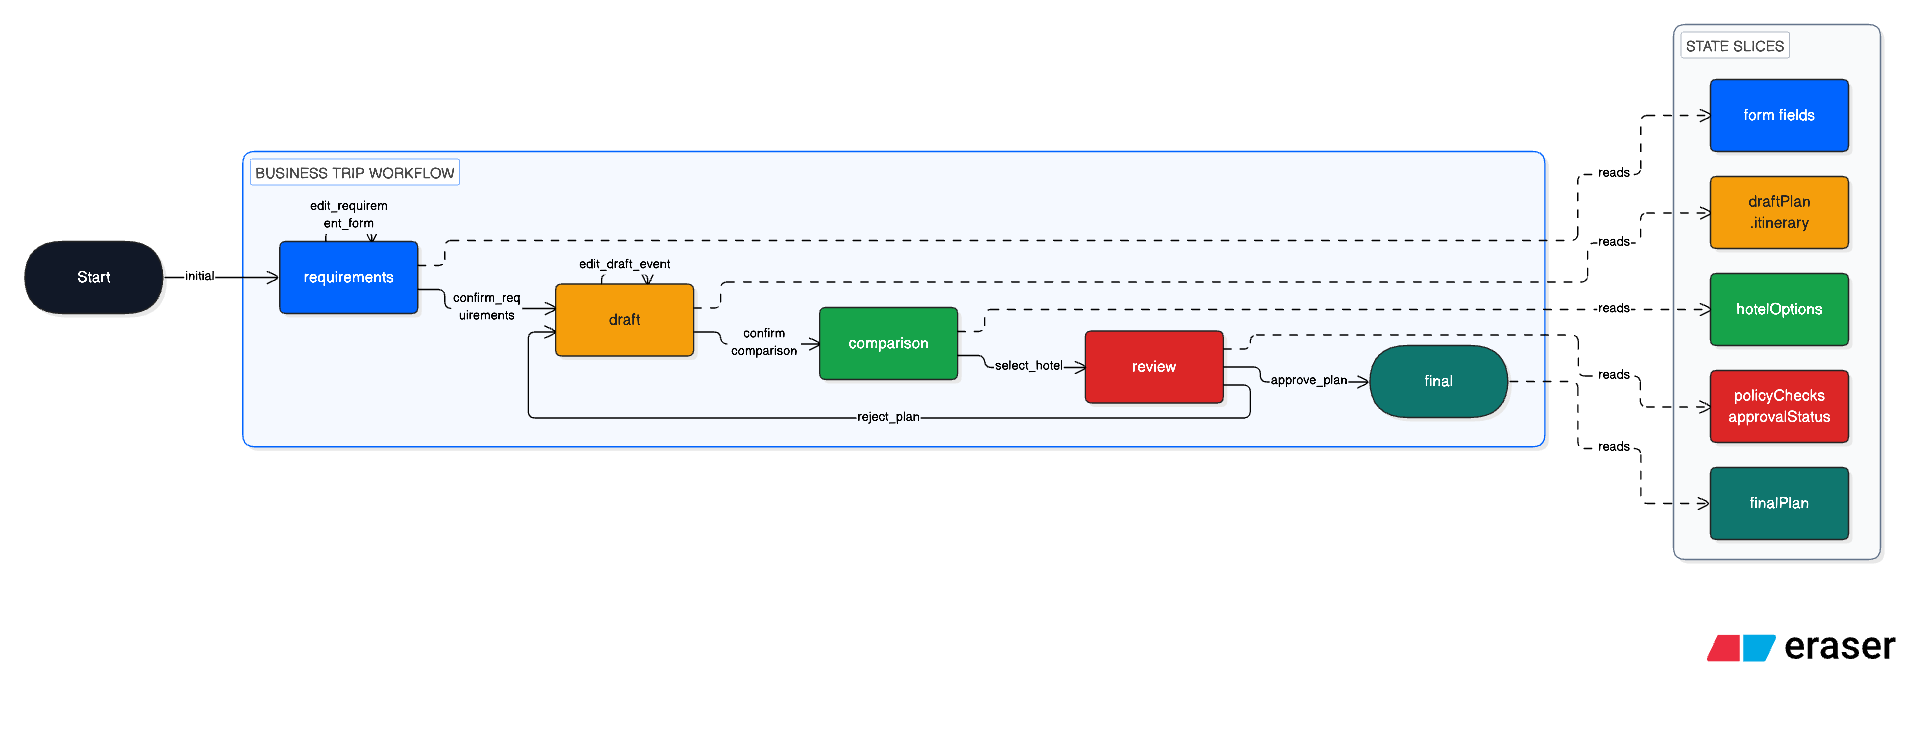 STATE SLICES
form fields
reads
BUSINESS TRIP WORKFLOW
edit_requirem
ent_form
draftPlan
.itinerary
reads
Start
initial
requirements
edit_draft_event
confirm_req
uirements
draft
confirm
comparison
comparison
reads
hotelOptions
select_hotel
review
approve_plan
final
reads
policyChecks
approvalStatus
reject_plan
reads
finalPlan
eraser